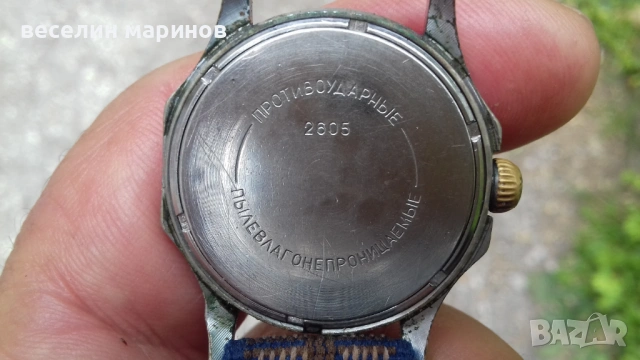 веселин маринов
ПРОТИВОУДАРНЫЕ
2605
ПЫЛЕВЛАГОНЕПРОНИЦАЕМЫЕ
BAZAR